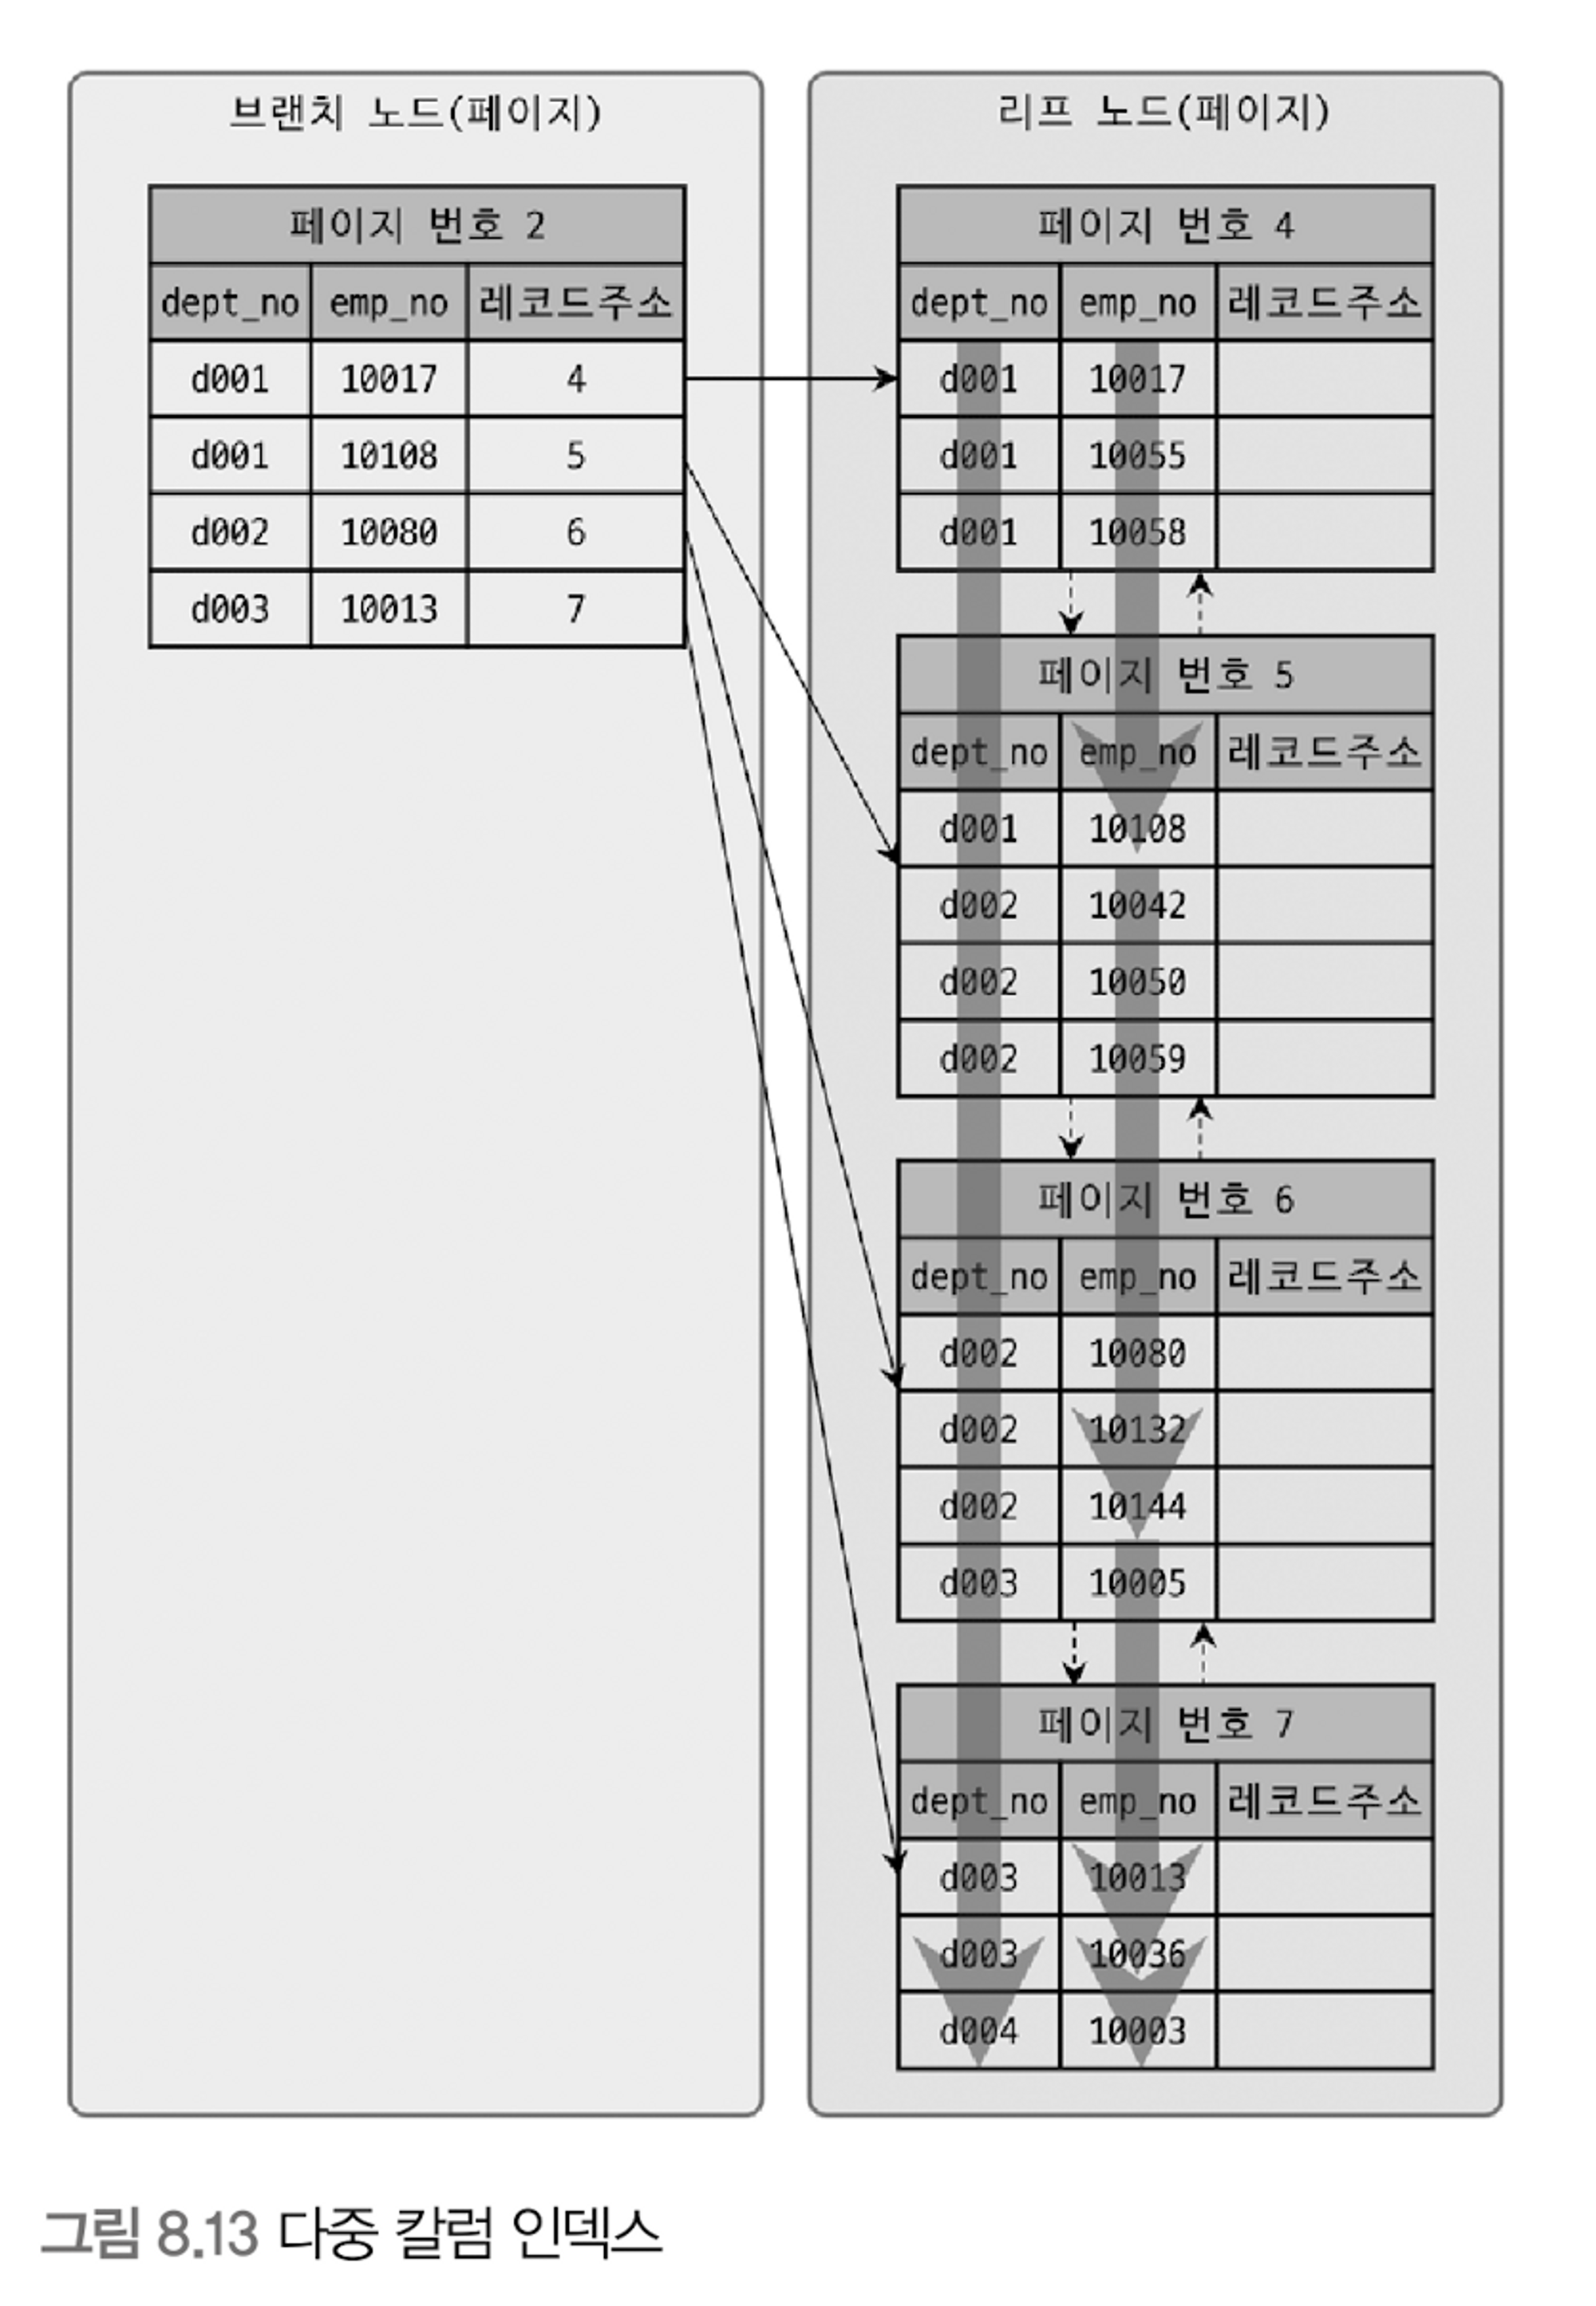 브랜치 노드(페이지)
페이지 번호 2
dept_no emp_no 레코드주소
d001 10017 4
d001 10108 5
d002 10080 6
d003 10013 7
리프 노드(페이지)
페이지 번호 4
dept_no emp_no 레코드주소
d001 10017
d001 10055
d001 10058
페이지 번호 5
dept_no emp_no 레코드주소
d001 10108
d002 10042
d002 10050
d002 10059
페이지 번호 6
dept_no emp_no 레코드주소
d002 10080
d002 10132
d002 10144
d003 10005
페이지 번호 7
dept_no emp_no 레코드주소
d003 10013
d003 10036
d004 10003
그림 8.13 다중 칼럼 인덱스